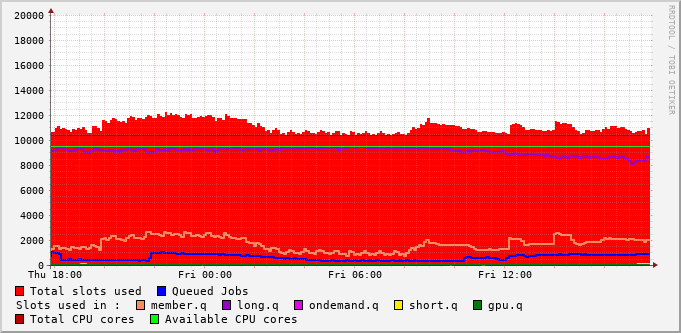 RRDTOOL / TOBI OETIKER
20000
18000
16000
14000
12000
10000
8000
6000
4000
2000
0
Thu 18:00 Fri 00:00 Fri 06:00 Fri 12:00
Total slots used Queued Jobs
Slots used in : member.q long.q ondemand.q short.q gpu.q
Total CPU cores Available CPU cores